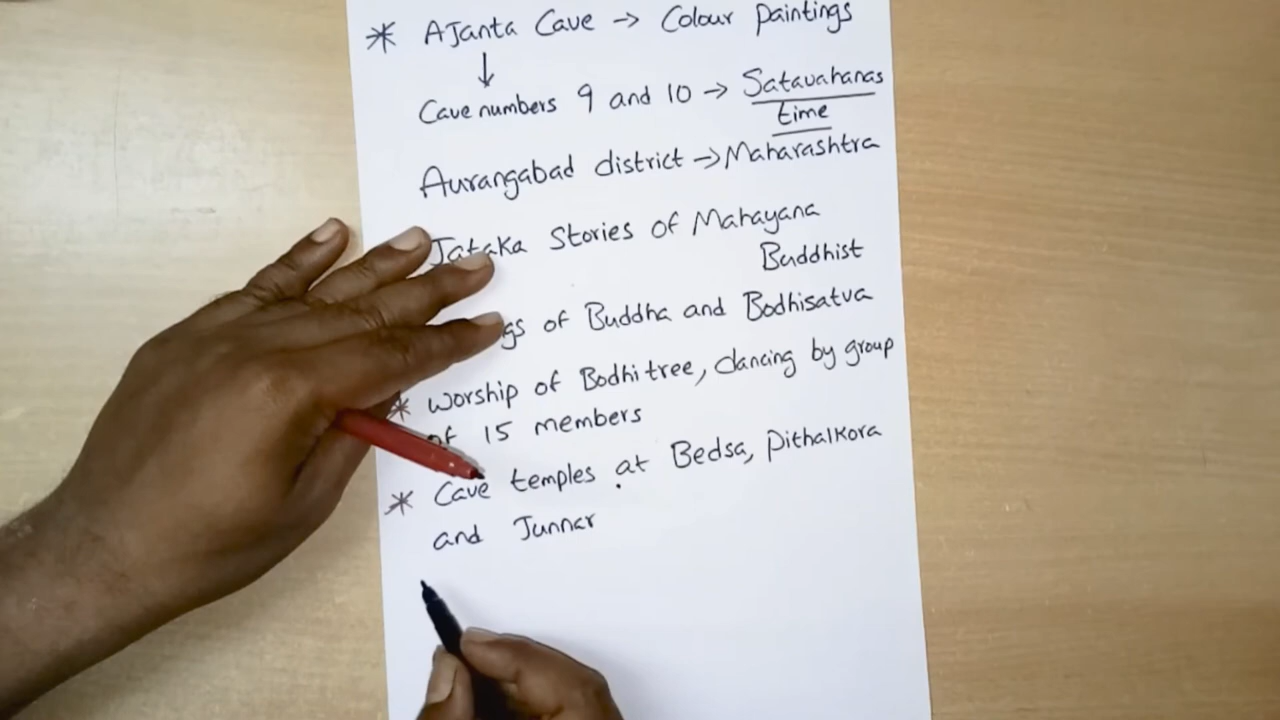 * AJanta Cave → Colour paintings
↓
Cave numbers 9 and 10 → Satavahanas
time
Aurangabad district → Maharashtra
Jataka Stories of Mahayana
Buddhist
of Buddha and Bodhisatva
* worship of Bodhi tree, dancing by group
of 15 members
* Cave temples at Bedsa, pithalkora
and Junnar